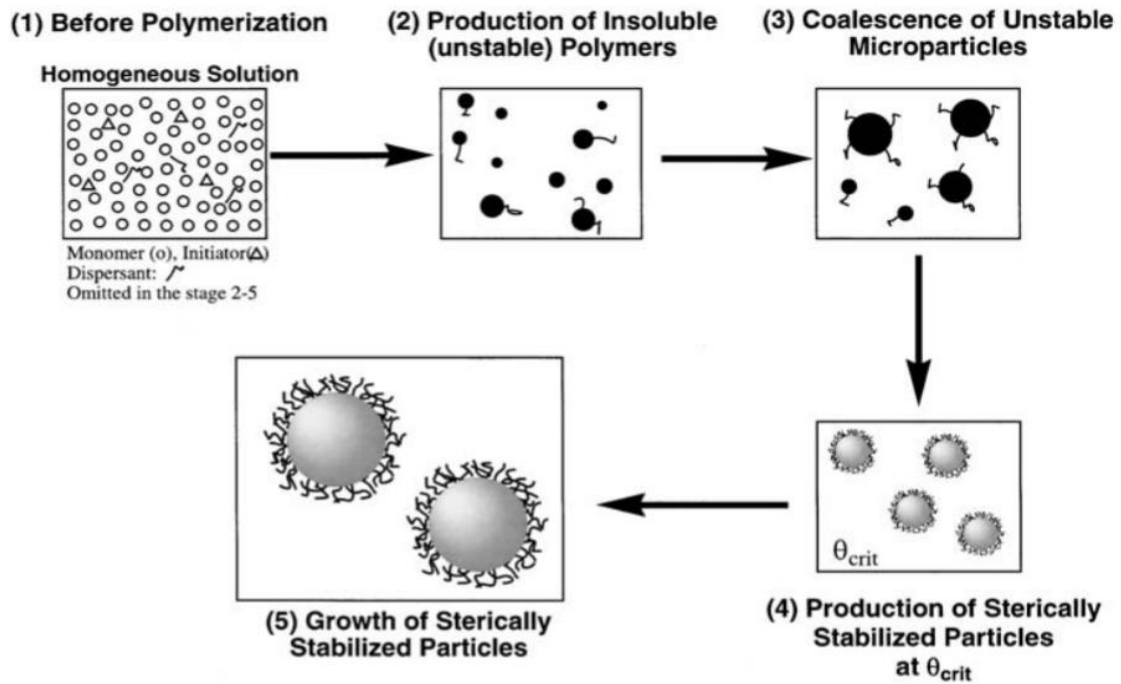 (1) Before Polymerization
Homogeneous Solution
Monomer (o), Initiator(△)
Dispersant:
Omitted in the stage 2-5
(2) Production of Insoluble
(unstable) Polymers
(3) Coalescence of Unstable
Microparticles
θcrit
(4) Production of Sterically
Stabilized Particles
at θcrit
(5) Growth of Sterically
Stabilized Particles